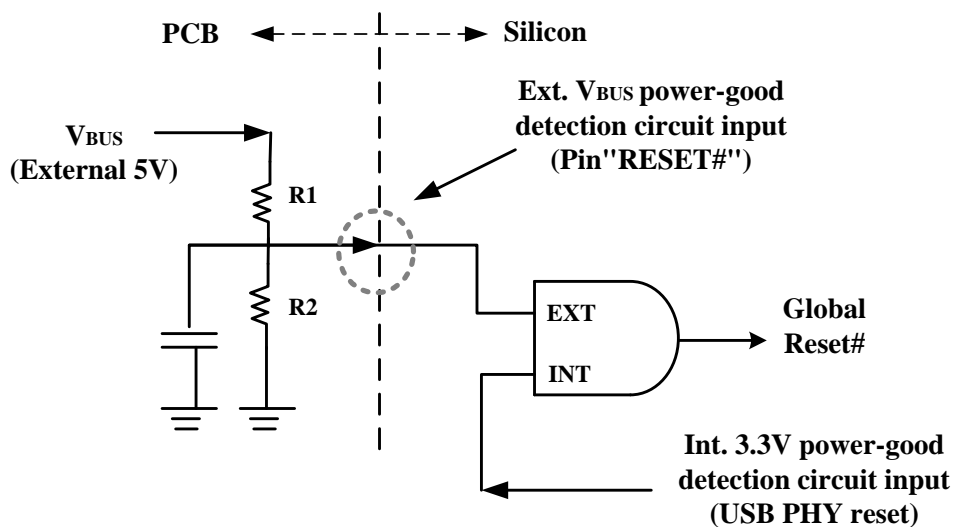 PCB
Silicon
Ext. VBUS power-good
detection circuit input
(Pin"RESET#")
VBUS
(External 5V)
R1
R2
EXT
INT
Global
Reset#
Int. 3.3V power-good
detection circuit input
(USB PHY reset)